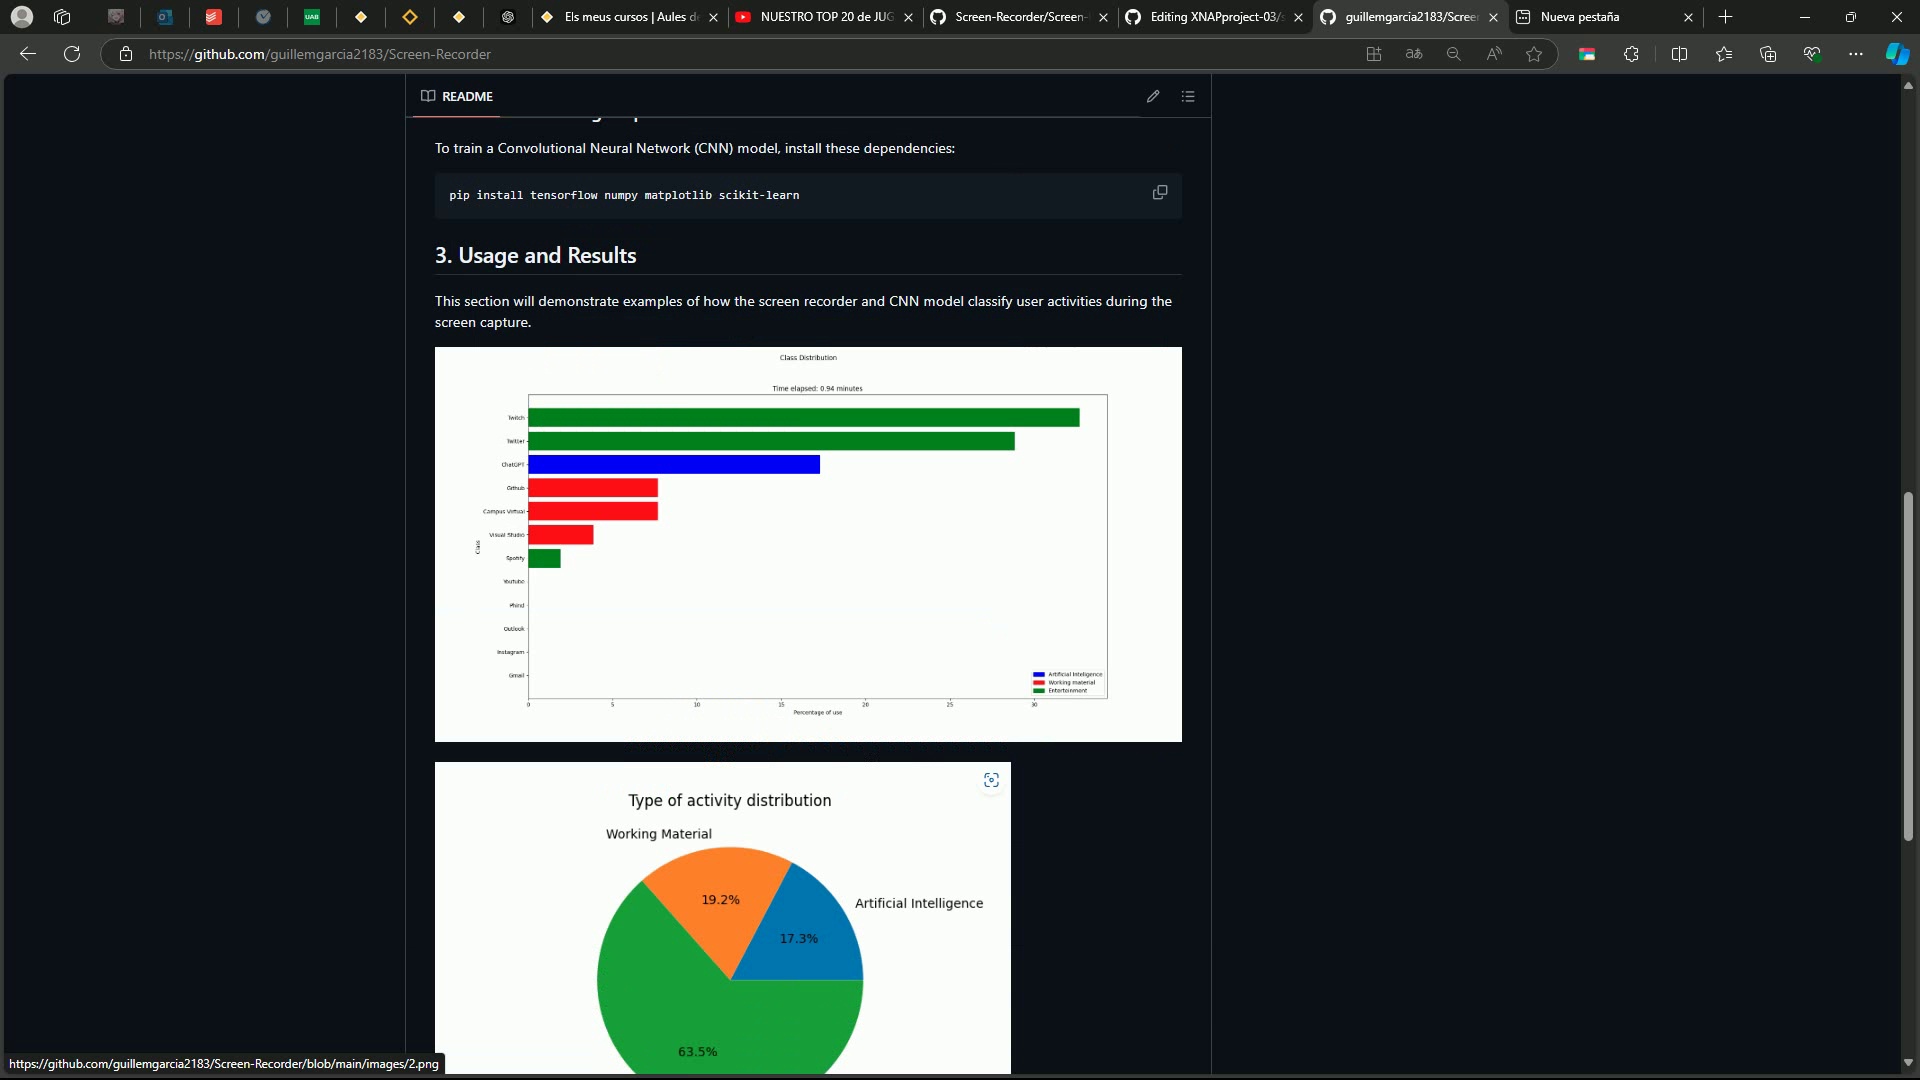 UAB
Els meus cursos | Aules d
NUESTRO TOP 20 de JUG
Screen-Recorder/Screen-
Editing XNAPproject-03/s
guillemgarcia2183/Screen
Nueva pestaña
https://github.com/guillemgarcia2183/Screen-Recorder
README
To train a Convolutional Neural Network (CNN) model, install these dependencies:
pip install tensorflow numpy matplotlib scikit-learn
3. Usage and Results
This section will demonstrate examples of how the screen recorder and CNN model classify user activities during the
screen capture.
Class Distribution
Time elapsed: 0.94 minutes
Twitch
Twitter
ChatGPT
Github
Campus Virtual
Visual Studio
Class
Spotify
Youtube
Phind
Outlook
Instagram
Gmail
Artificial Inteligence
Working material
Entertainment
0 5 10 15 20 25 30
Percentage of use
Type of activity distribution
Working Material
19.2%
Artificial Intelligence
17.3%
63.5%
https://github.com/guillemgarcia2183/Screen-Recorder/blob/main/images/2.png